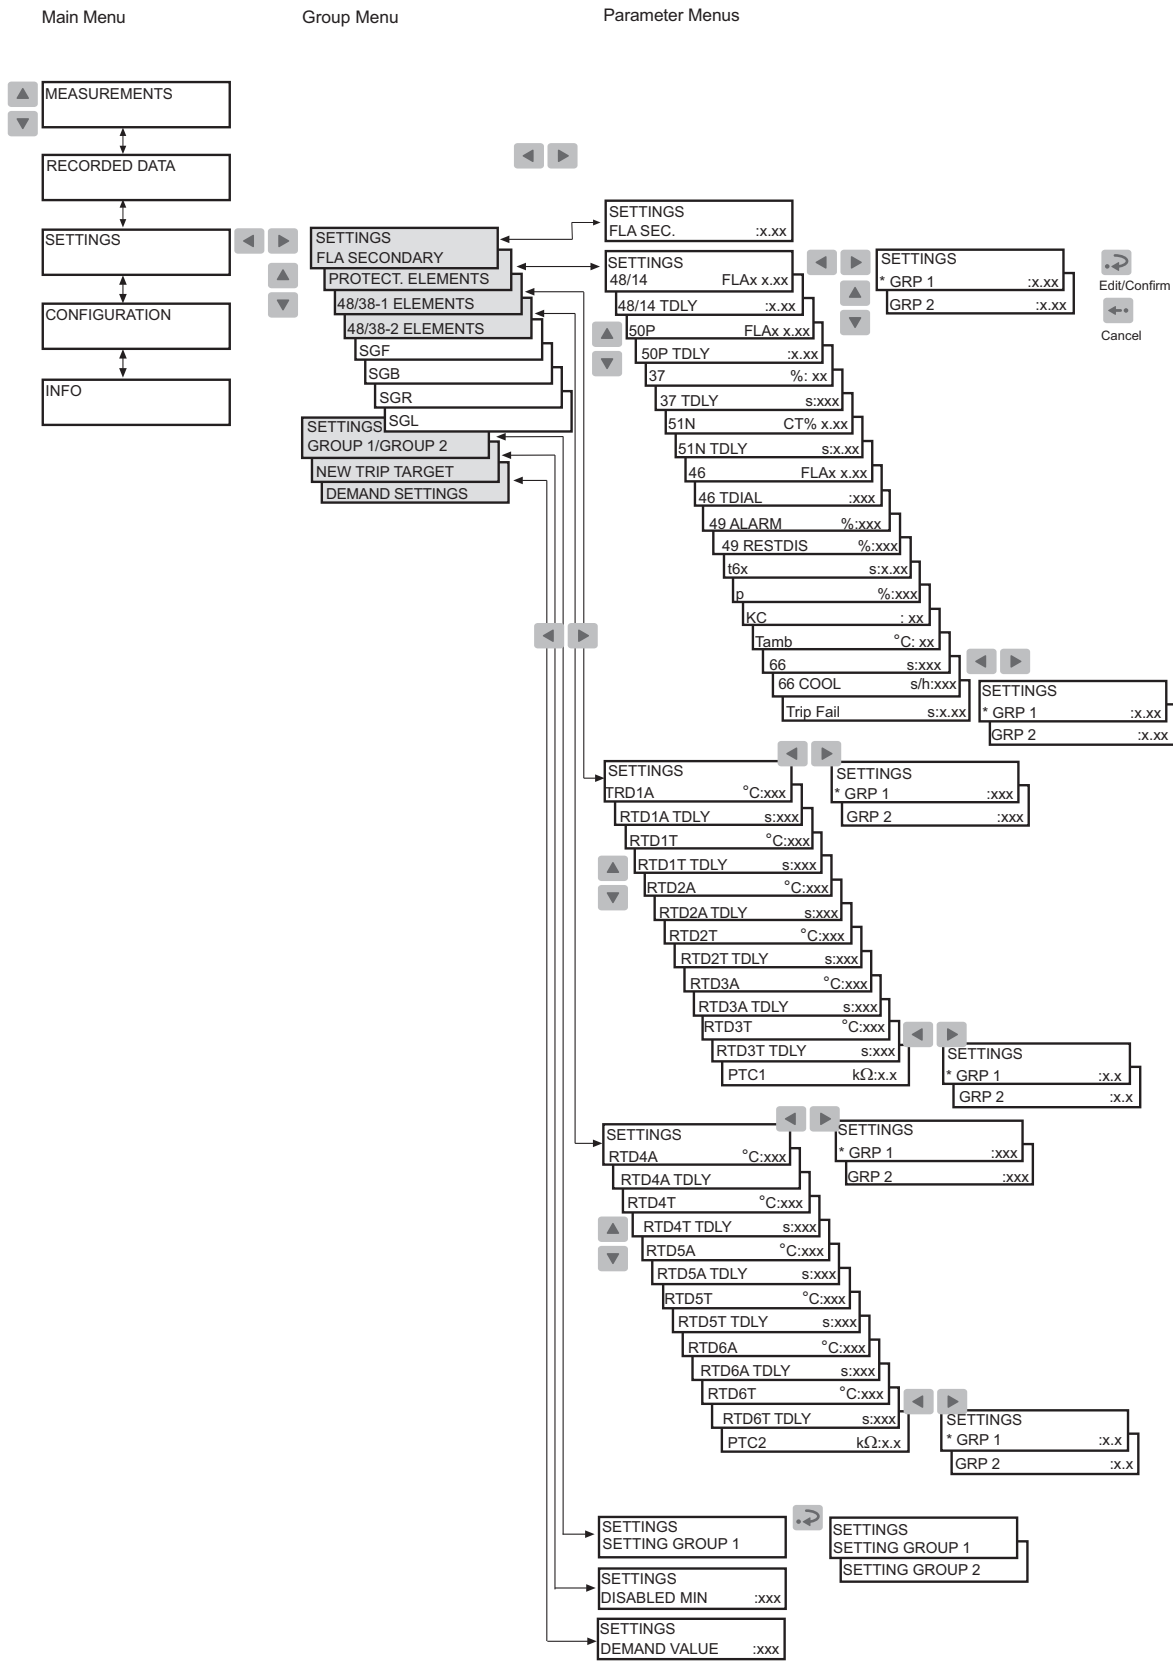 Main Menu
Group Menu
Parameter Menus
MEASUREMENTS
RECORDED DATA
SETTINGS
CONFIGURATION
INFO
SETTINGS
FLA SECONDARY
PROTECT. ELEMENTS
48/38-1 ELEMENTS
48/38-2 ELEMENTS
SGF
SGB
SGR
SGL
SETTINGS
GROUP 1/GROUP 2
NEW TRIP TARGET
DEMAND SETTINGS
SETTINGS
FLA SEC. :x.xx
SETTINGS
48/14 FLAx x.xx
48/14 TDLY :x.xx
50P FLAx x.xx
50P TDLY :x.xx
37 %: xx
37 TDLY s:xxx
51N CT% x.xx
51N TDLY s:x.xx
46 FLAx x.xx
46 TDIAL :xxx
49 ALARM %:xxx
49 RESTDIS %:xxx
t6x s:x.xx
p %:xxx
KC : xx
Tamb °C: xx
66 s:xxx
66 COOL s/h:xxx
Trip Fail s:x.xx
SETTINGS
* GRP 1 :x.xx
GRP 2 :x.xx
Edit/Confirm
Cancel
SETTINGS
* GRP 1 :x.xx
GRP 2 :x.xx
SETTINGS
TRD1A °C:xxx
RTD1A TDLY s:xxx
RTD1T °C:xxx
RTD1T TDLY s:xxx
RTD2A °C:xxx
RTD2A TDLY s:xxx
RTD2T °C:xxx
RTD2T TDLY s:xxx
RTD3A °C:xxx
RTD3A TDLY s:xxx
RTD3T °C:xxx
RTD3T TDLY s:xxx
PTC1 kΩ:x.x
SETTINGS
* GRP 1 :xxx
GRP 2 :xxx
SETTINGS
* GRP 1 :x.x
GRP 2 :x.x
SETTINGS
RTD4A °C:xxx
RTD4A TDLY
RTD4T °C:xxx
RTD4T TDLY s:xxx
RTD5A °C:xxx
RTD5A TDLY s:xxx
RTD5T °C:xxx
RTD5T TDLY s:xxx
RTD6A °C:xxx
RTD6A TDLY s:xxx
RTD6T °C:xxx
RTD6T TDLY s:xxx
PTC2 kΩ:x.x
SETTINGS
* GRP 1 :xxx
GRP 2 :xxx
SETTINGS
* GRP 1 :x.x
GRP 2 :x.x
SETTINGS
SETTING GROUP 1
SETTINGS
SETTING GROUP 1
SETTING GROUP 2
SETTINGS
DISABLED MIN :xxx
SETTINGS
DEMAND VALUE :xxx